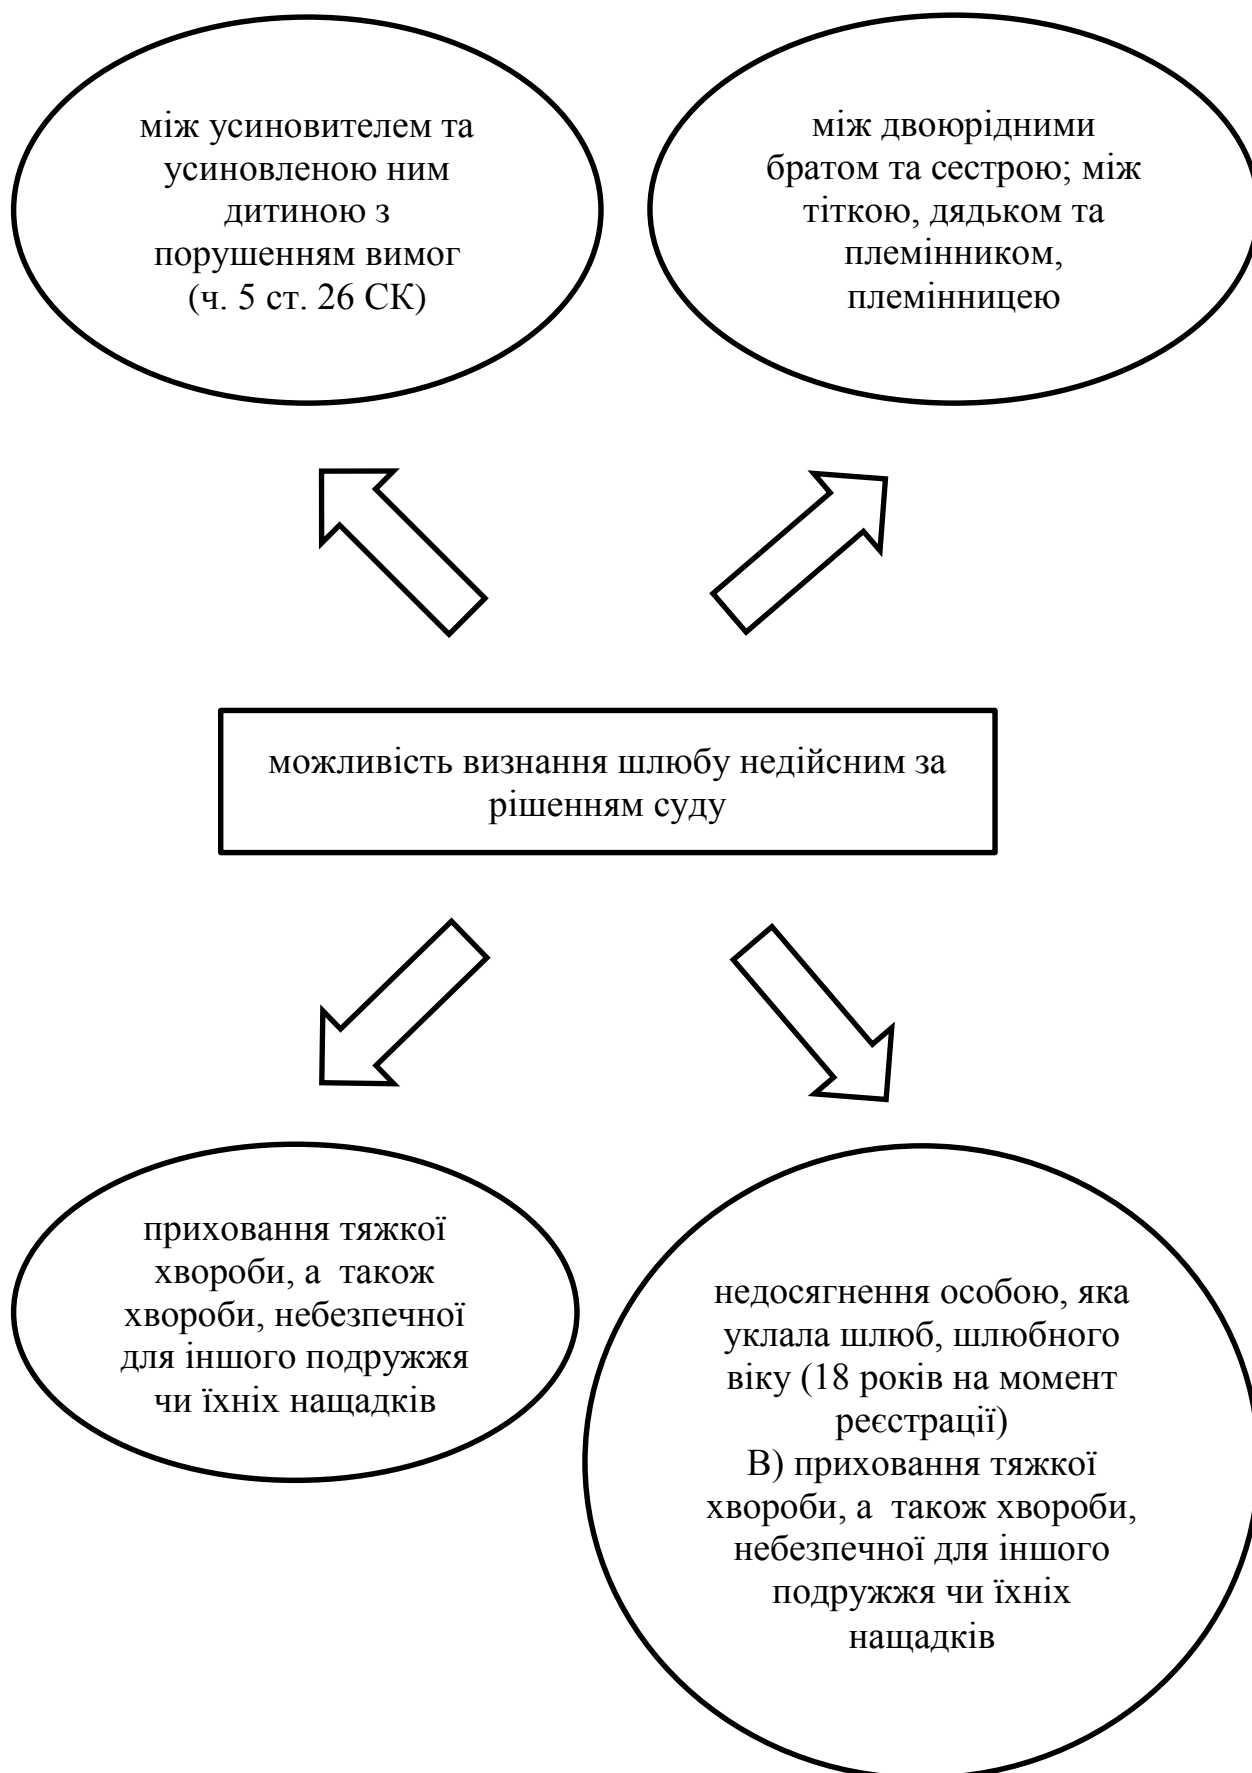 між усиновителем та
усиновленою ним
дитиною з
порушенням вимог
(ч. 5 ст. 26 СК)
між двоюрідними
братом та сестрою; між
тіткою, дядьком та
племінником,
племінницею
можливість визнання шлюбу недійсним за
рішенням суду
приховання тяжкої
хвороби, а також
хвороби, небезпечної
для іншого подружжя
чи їхніх нащадків
недосягнення особою, яка
уклала шлюб, шлюбного
віку (18 років на момент
реєстрації)
В) приховання тяжкої
хвороби, а також хвороби,
небезпечної для іншого
подружжя чи їхніх
нащадків